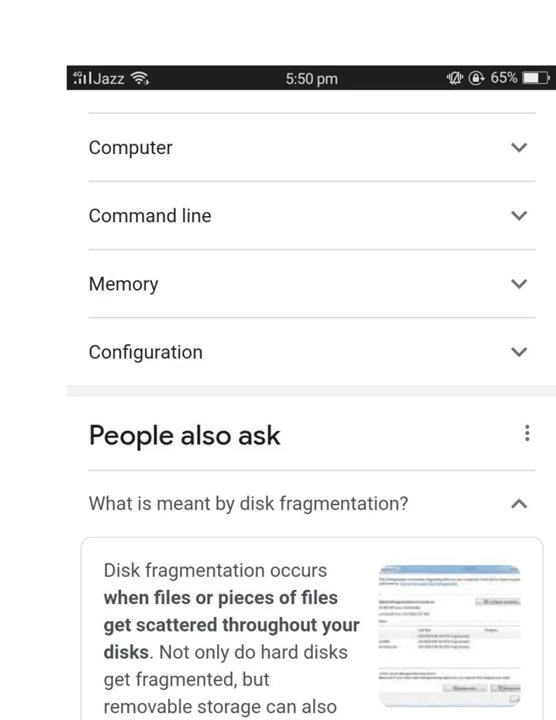 4G Jazz 5:50 pm 65%
Computer
Command line
Memory
Configuration
People also ask
What is meant by disk fragmentation?
Disk fragmentation occurs
when files or pieces of files
get scattered throughout your
disks. Not only do hard disks
get fragmented, but
removable storage can also